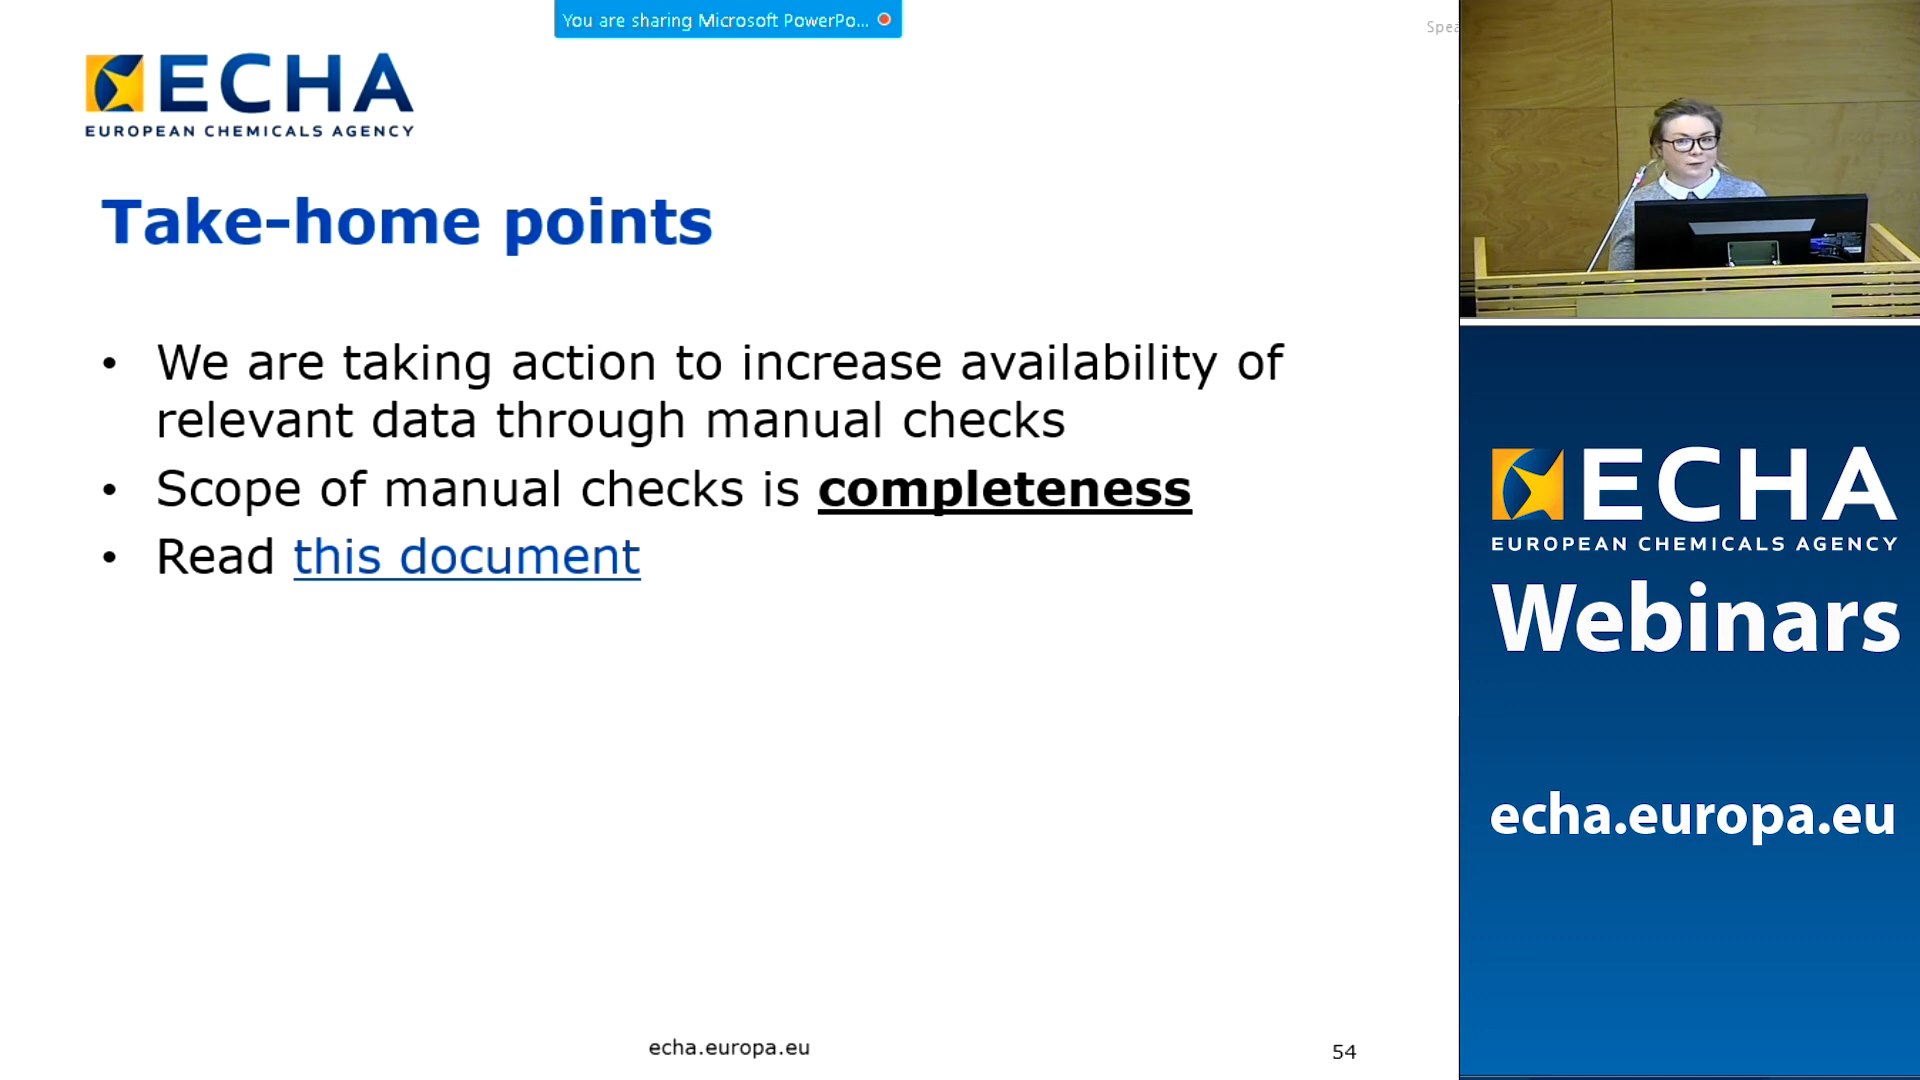 You are sharing Microsoft PowerPo...
Spea
ECHA
EUROPEAN CHEMICALS AGENCY
Take-home points
• We are taking action to increase availability of
relevant data through manual checks
• Scope of manual checks is completeness
• Read this document
echa.europa.eu
54
ECHA
EUROPEAN CHEMICALS AGENCY
Webinars
echa.europa.eu